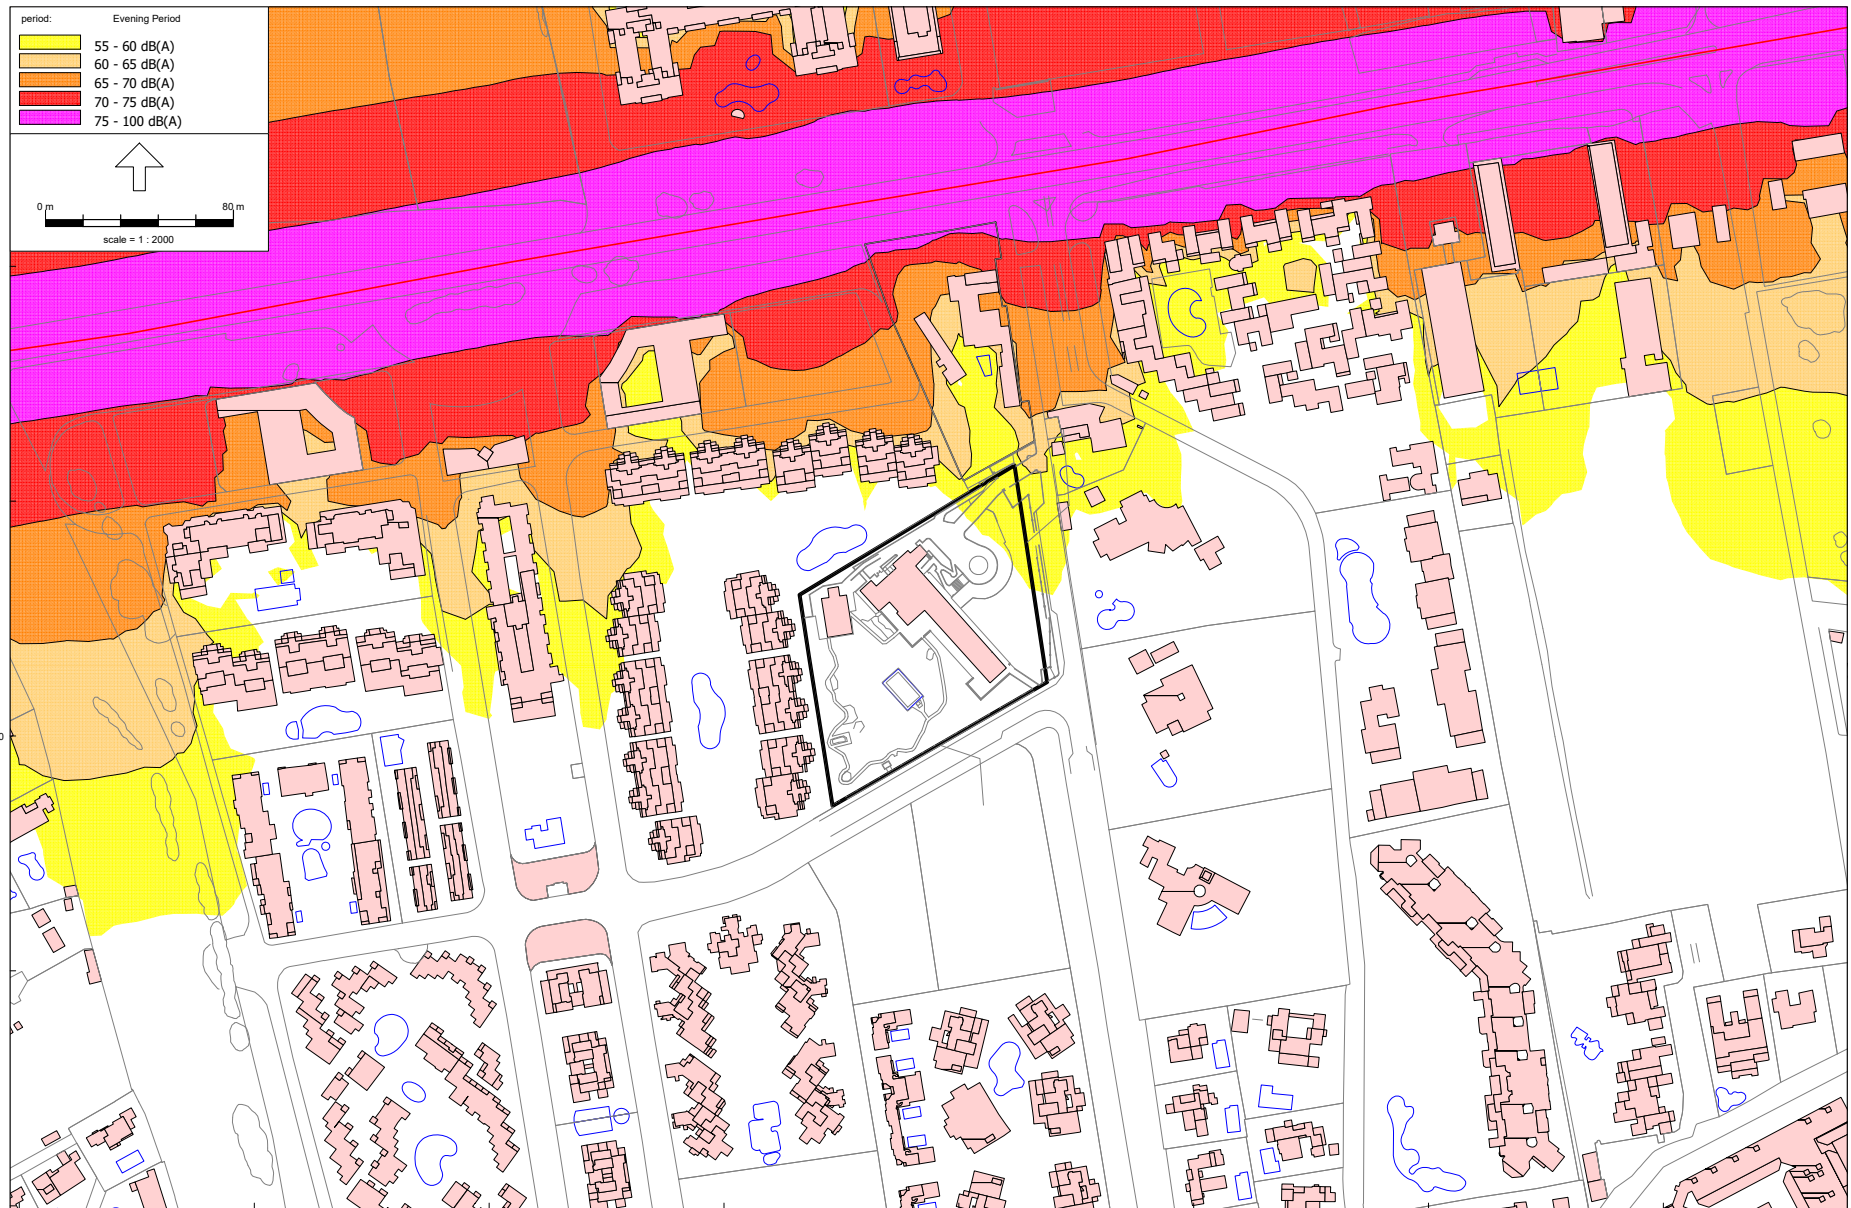 period: Evening Period
55 - 60 dB(A)
60 - 65 dB(A)
65 - 70 dB(A)
70 - 75 dB(A)
75 - 100 dB(A)
0 m 80 m
scale = 1 : 2000
0